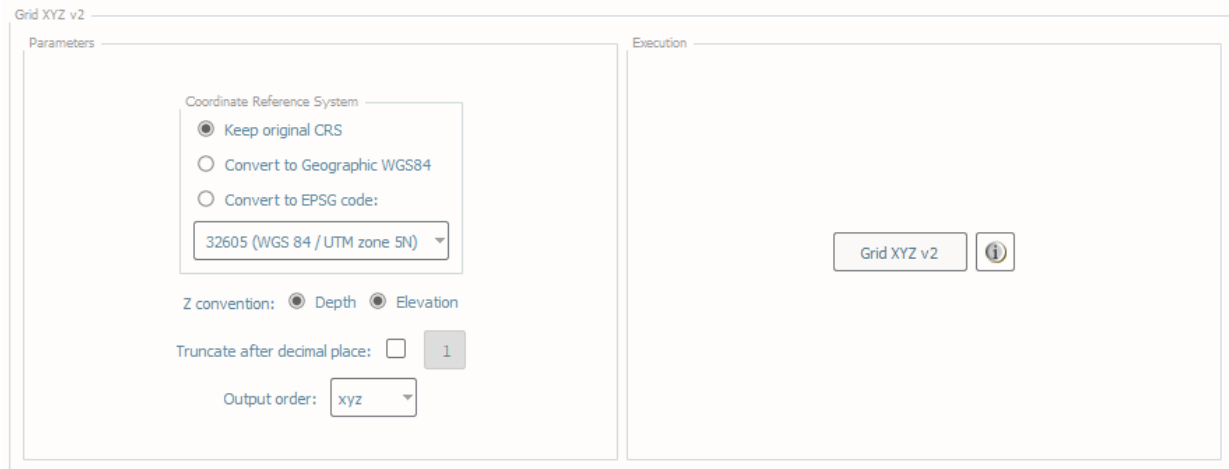 Grid XYZ v2
Parameters
Execution
Coordinate Reference System
Keep original CRS
Convert to Geographic WGS84
Convert to EPSG code:
32605 (WGS 84 / UTM zone 5N)
Grid XYZ v2
Z convention: Depth Elevation
Truncate after decimal place: 1
Output order: xyz